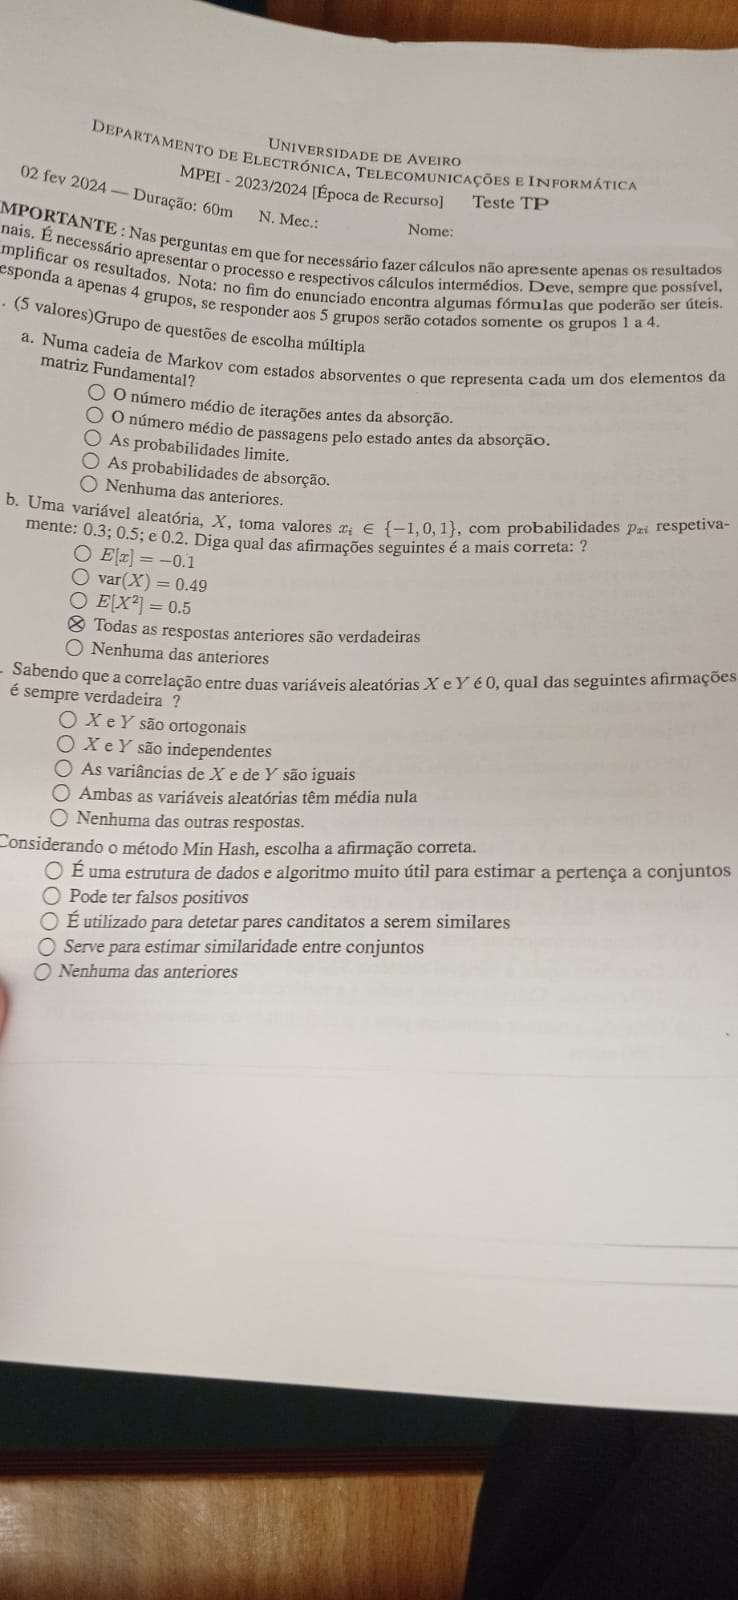 Universidade de Aveiro
Departamento de Electrónica, Telecomunicações e Informática
MPEI - 2023/2024 [Época de Recurso] Teste TP
02 fev 2024 — Duração: 60m N. Mec.: Nome:
MPORTANTE : Nas perguntas em que for necessário fazer cálculos não apresente apenas os resultados
nais. É necessário apresentar o processo e respectivos cálculos intermédios. Deve, sempre que possível,
mplificar os resultados. Nota: no fim do enunciado encontra algumas fórmulas que poderão ser úteis.
esponda a apenas 4 grupos, se responder aos 5 grupos serão cotados somente os grupos 1 a 4.
. (5 valores)Grupo de questões de escolha múltipla
a. Numa cadeia de Markov com estados absorventes o que representa cada um dos elementos da
matriz Fundamental?
○ O número médio de iterações antes da absorção.
○ O número médio de passagens pelo estado antes da absorção.
○ As probabilidades limite.
○ As probabilidades de absorção.
○ Nenhuma das anteriores.
b. Uma variável aleatória, X, toma valores xᵢ ∈ {−1, 0, 1}, com probabilidades pₓᵢ respetiva-
mente: 0.3; 0.5; e 0.2. Diga qual das afirmações seguintes é a mais correta: ?
○ E[x] = −0.1
○ var(X) = 0.49
○ E[X²] = 0.5
⊗ Todas as respostas anteriores são verdadeiras
○ Nenhuma das anteriores
. Sabendo que a correlação entre duas variáveis aleatórias X e Y é 0, qual das seguintes afirmações
é sempre verdadeira ?
○ X e Y são ortogonais
○ X e Y são independentes
○ As variâncias de X e de Y são iguais
○ Ambas as variáveis aleatórias têm média nula
○ Nenhuma das outras respostas.
Considerando o método Min Hash, escolha a afirmação correta.
○ É uma estrutura de dados e algoritmo muito útil para estimar a pertença a conjuntos
○ Pode ter falsos positivos
○ É utilizado para detetar pares canditatos a serem similares
○ Serve para estimar similaridade entre conjuntos
○ Nenhuma das anteriores